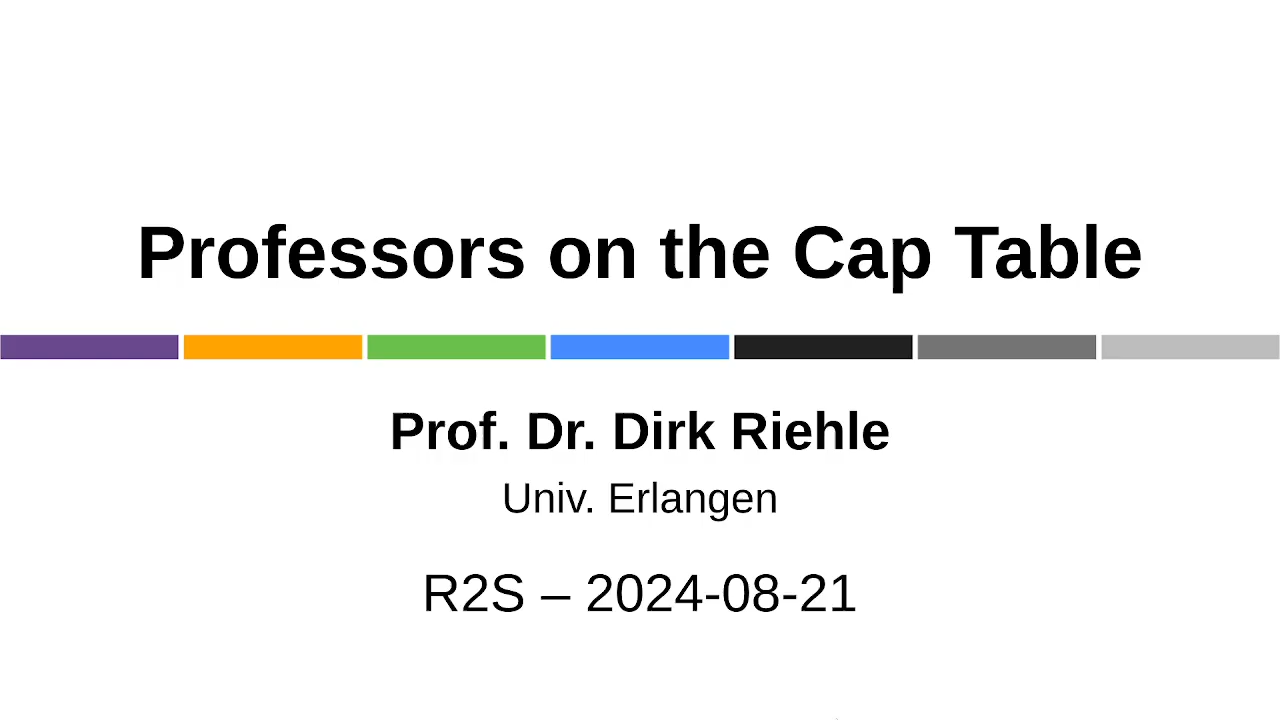 Professors on the Cap Table
Prof. Dr. Dirk Riehle
Univ. Erlangen
R2S – 2024-08-21